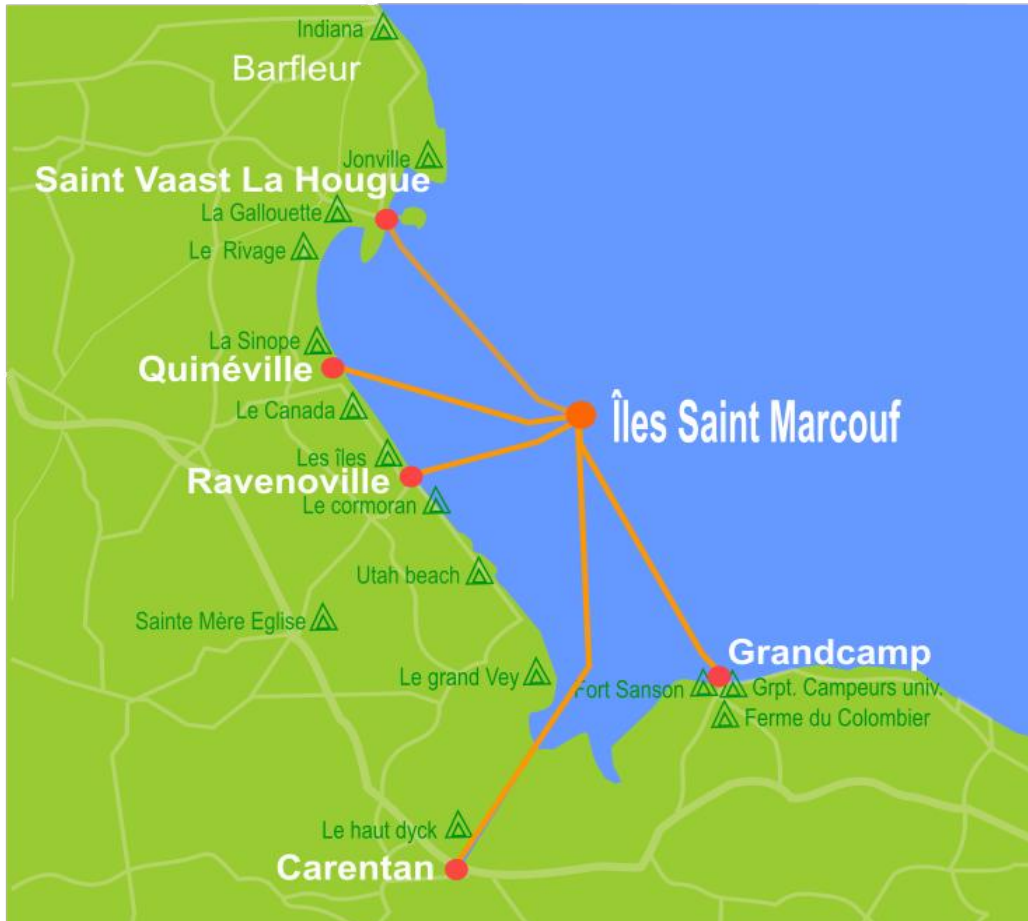 Indiana
Barfleur
Jonville
Saint Vaast La Hougue
La Gallouette
Le Rivage
La Sinope
Quinéville
Le Canada
Îles Saint Marcouf
Les îles
Ravenoville
Le cormoran
Utah beach
Sainte Mère Eglise
Grandcamp
Le grand Vey
Fort Sanson
Grpt. Campeurs univ.
Ferme du Colombier
Le haut dyck
Carentan